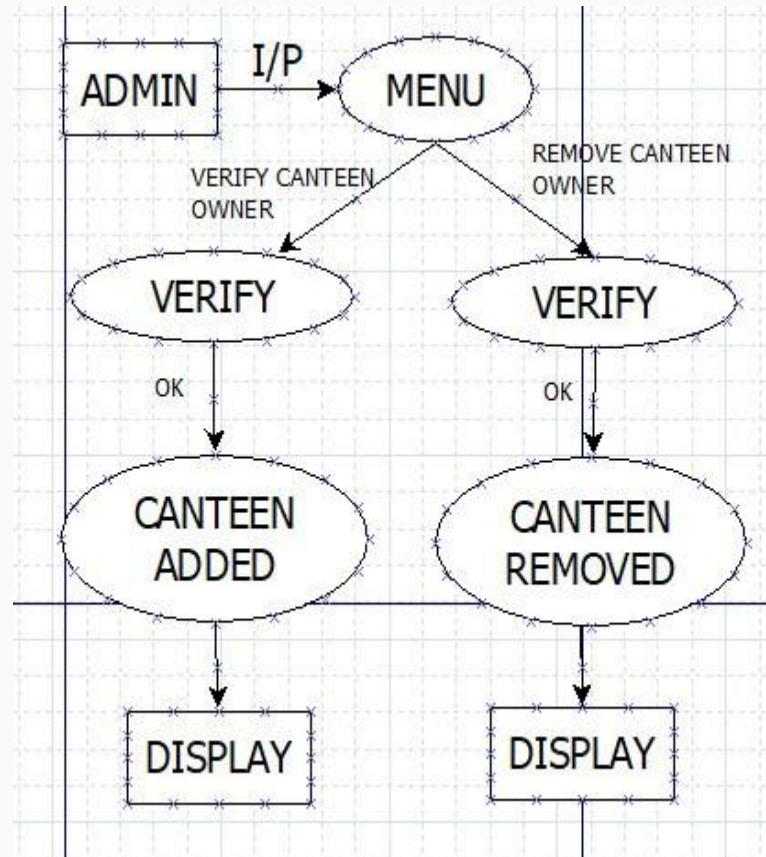 ADMIN
I/P
MENU
VERIFY CANTEEN
OWNER
REMOVE CANTEEN
OWNER
VERIFY
VERIFY
OK
OK
CANTEEN
ADDED
CANTEEN
REMOVED
DISPLAY
DISPLAY